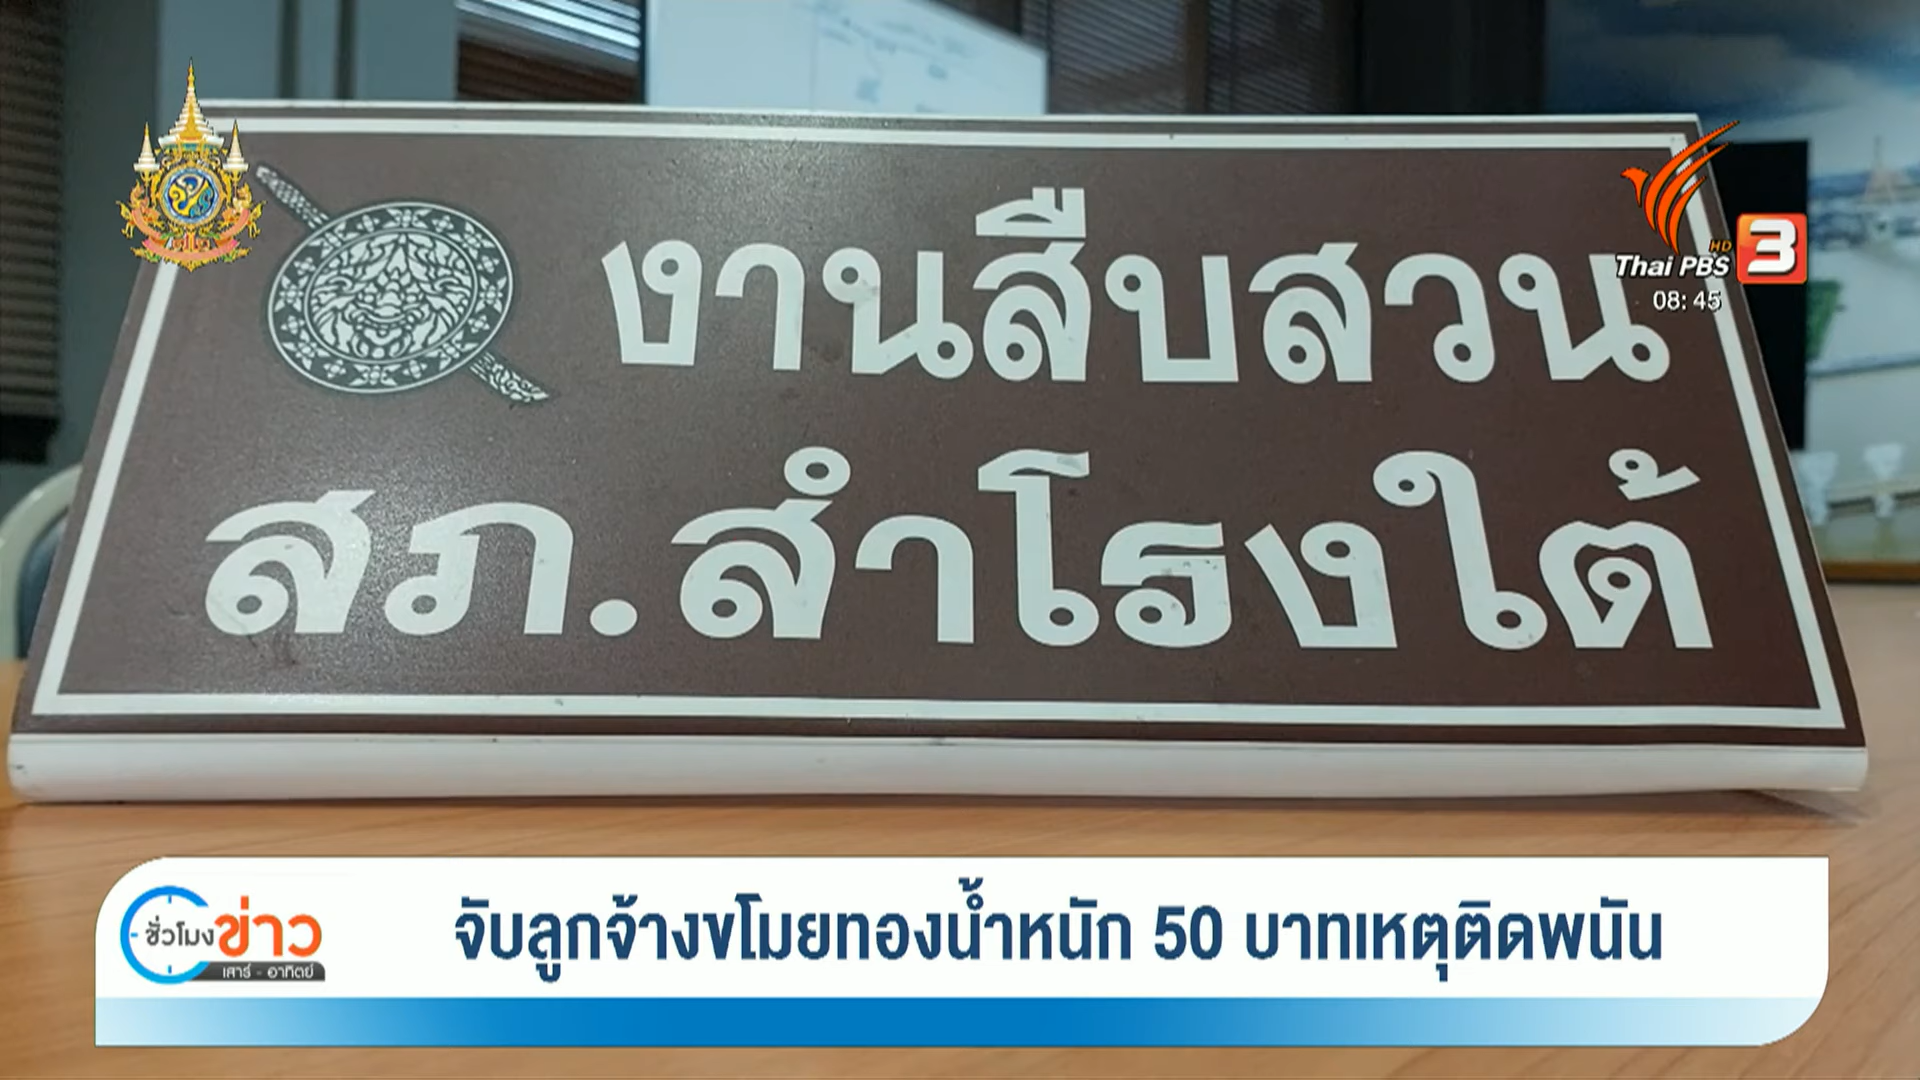 งานสืบสวน
สภ.สำโรงใต้
HD
Thai PBS 3
08:45
ชั่วโมง ข่าว
เสาร์ - อาทิตย์
จับลูกจ้างขโมยทองน้ำหนัก 50 บาทเหตุติดพนัน